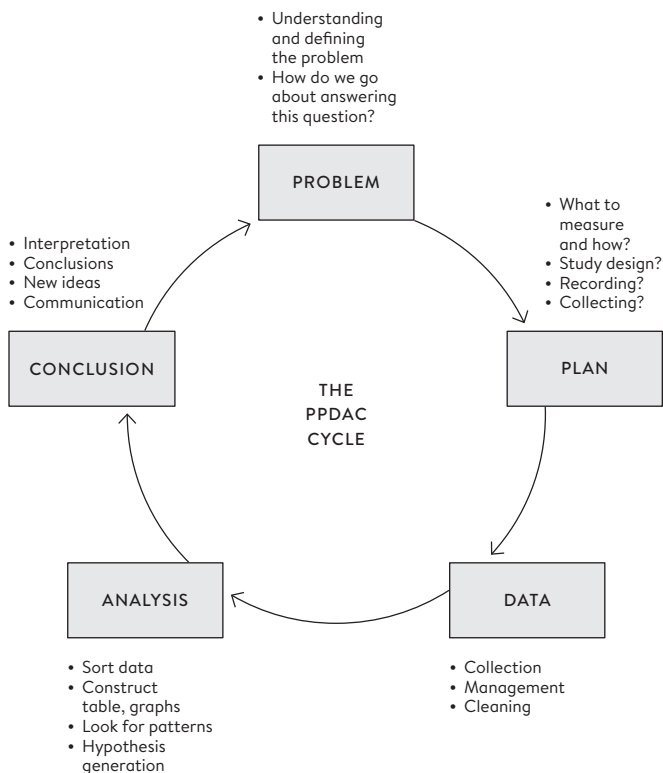 • Understanding
and defining
the problem
• How do we go
about answering
this question?
PROBLEM
• What to
measure
and how?
• Study design?
• Recording?
• Collecting?
PLAN
• Interpretation
• Conclusions
• New ideas
• Communication
CONCLUSION
THE
PPDAC
CYCLE
DATA
• Collection
• Management
• Cleaning
ANALYSIS
• Sort data
• Construct
table, graphs
• Look for patterns
• Hypothesis
generation